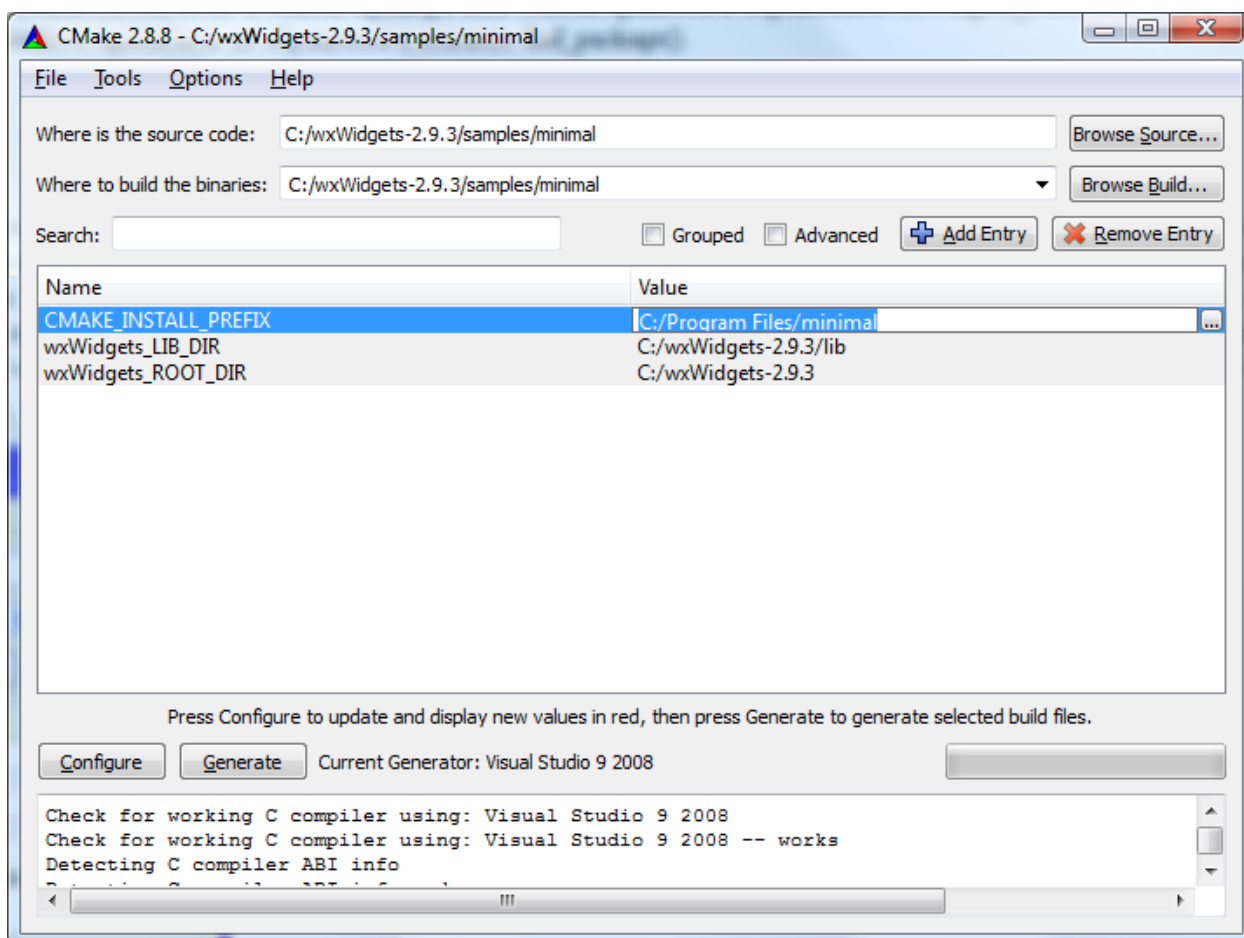 CMake 2.8.8 - C:/wxWidgets-2.9.3/samples/minimal
File Tools Options Help
Where is the source code: C:/wxWidgets-2.9.3/samples/minimal Browse Source...
Where to build the binaries: C:/wxWidgets-2.9.3/samples/minimal Browse Build...
Search: Grouped Advanced Add Entry Remove Entry
Name Value
CMAKE_INSTALL_PREFIX C:/Program Files/minimal ...
wxWidgets_LIB_DIR C:/wxWidgets-2.9.3/lib
wxWidgets_ROOT_DIR C:/wxWidgets-2.9.3
Press Configure to update and display new values in red, then press Generate to generate selected build files.
Configure Generate Current Generator: Visual Studio 9 2008
Check for working C compiler using: Visual Studio 9 2008
Check for working C compiler using: Visual Studio 9 2008 -- works
Detecting C compiler ABI info